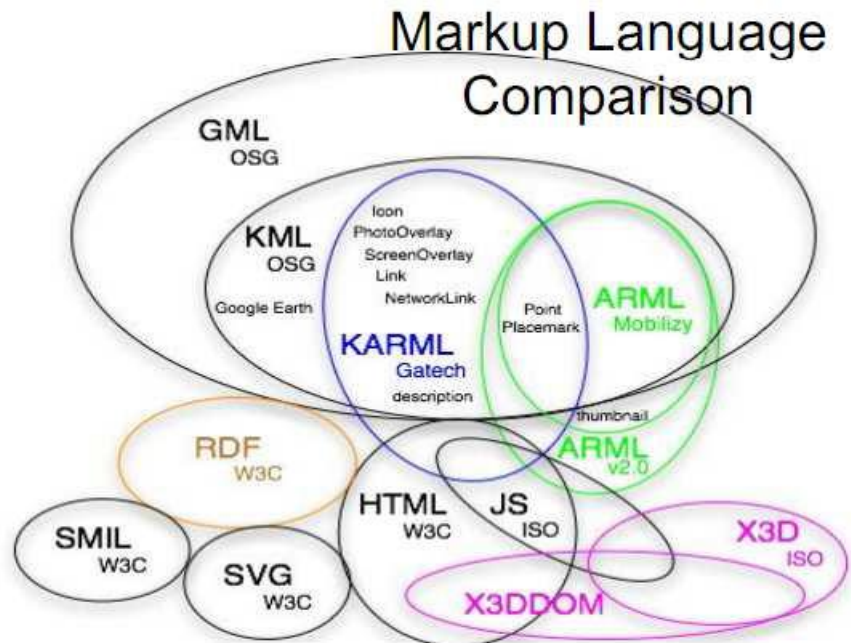 Markup Language
Comparison
GML
OSG
KML
OSG
Google Earth
Icon
PhotoOverlay
ScreenOverlay
Link
NetworkLink
KARML
Gatech
description
Point
Placemark
ARML
Mobilizy
thumbnail
ARML
v2.0
RDF
W3C
HTML
W3C
JS
ISO
SMIL
W3C
SVG
W3C
X3D
ISO
X3DDOM